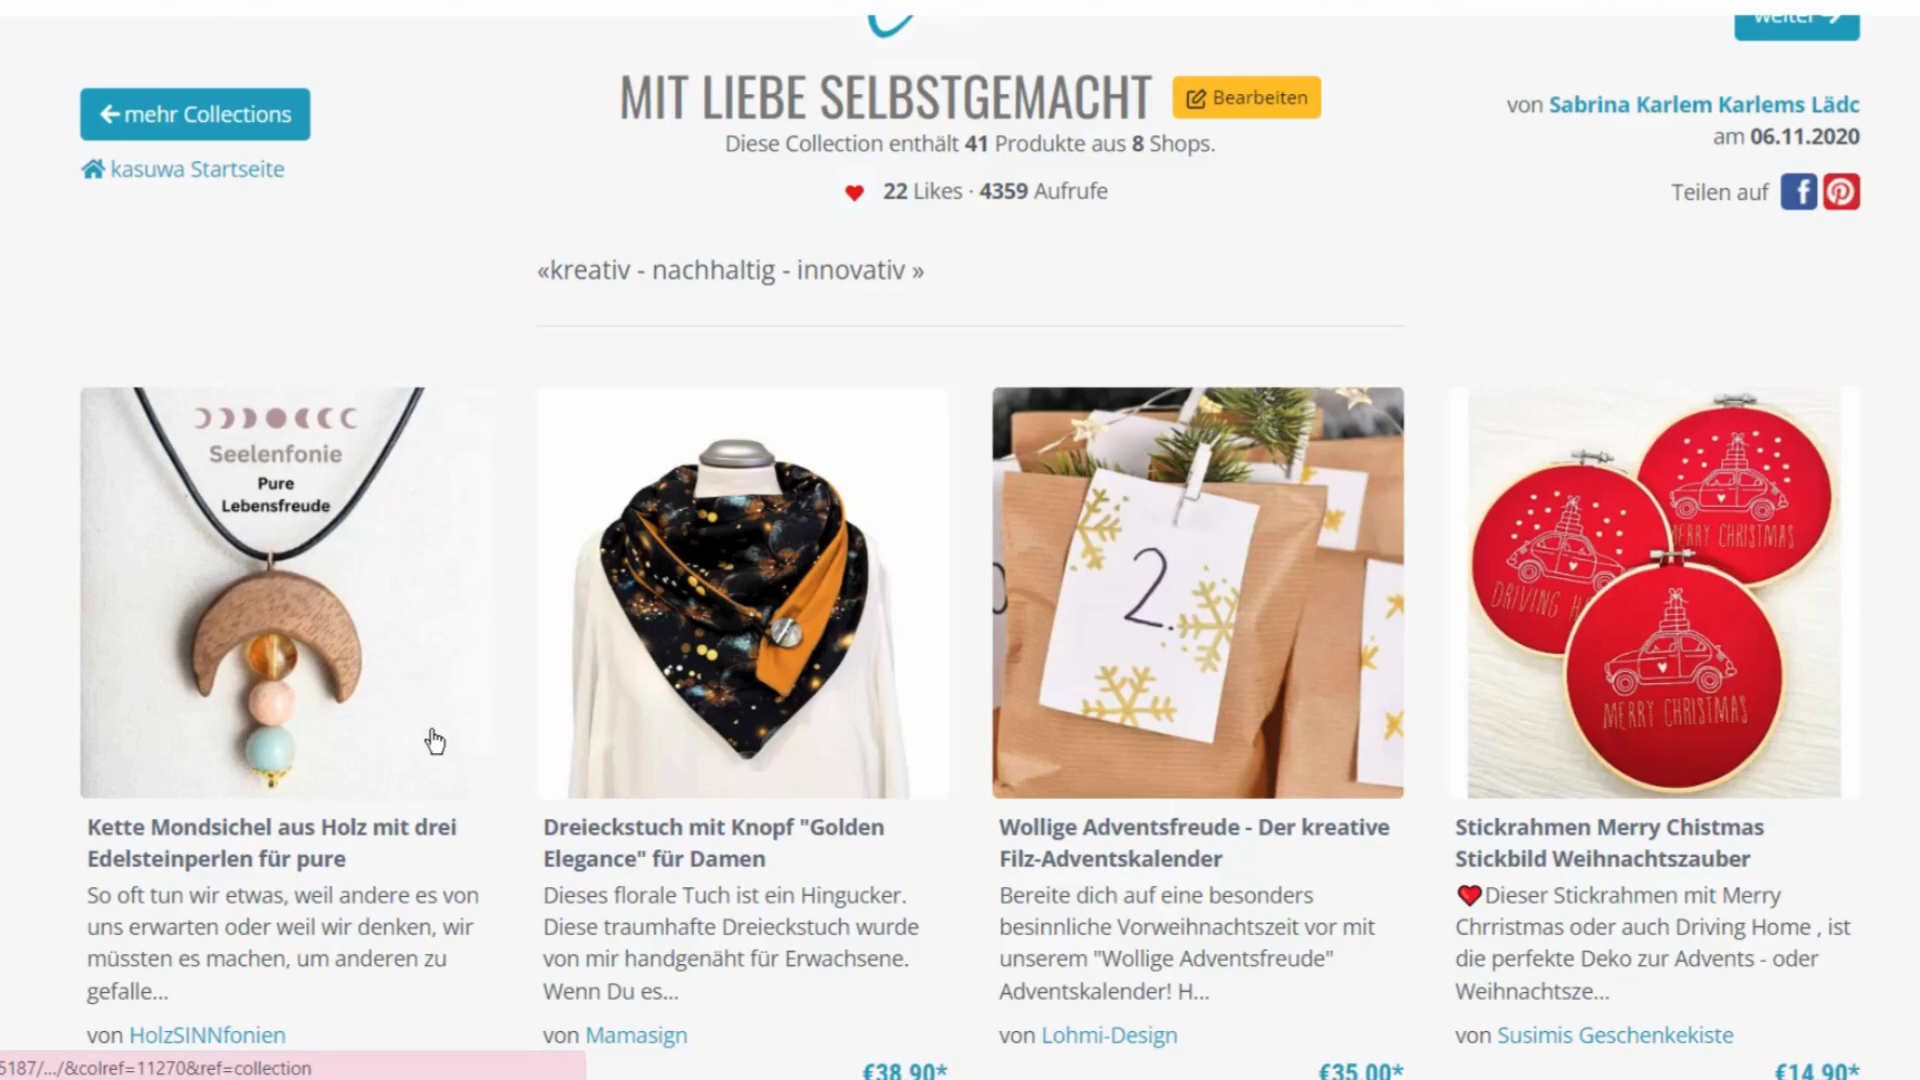 weiter
mehr Collections
MIT LIEBE SELBSTGEMACHT
Bearbeiten
von Sabrina Karlem Karlems Lädc
Diese Collection enthält 41 Produkte aus 8 Shops.
am 06.11.2020
kasuwa Startseite
22 Likes · 4359 Aufrufe
Teilen auf
«kreativ - nachhaltig - innovativ »
Seelenfonie
Pure
Lebensfreude
2.
MERRY CHRISTMAS
DRIVING H
MERRY CHRISTMAS
Kette Mondsichel aus Holz mit drei
Edelsteinperlen für pure
So oft tun wir etwas, weil andere es von
uns erwarten oder weil wir denken, wir
müssten es machen, um anderen zu
gefalle...
von HolzSINNfonien
Dreieckstuch mit Knopf "Golden
Elegance" für Damen
Dieses florale Tuch ist ein Hingucker.
Diese traumhafte Dreieckstuch wurde
von mir handgenäht für Erwachsene.
Wenn Du es...
von Mamasign
€38,90*
Wollige Adventsfreude - Der kreative
Filz-Adventskalender
Bereite dich auf eine besonders
besinnliche Vorweihnachtszeit vor mit
unserem "Wollige Adventsfreude"
Adventskalender! H...
von Lohmi-Design
€35,00*
Stickrahmen Merry Chistmas
Stickbild Weihnachtszauber
Dieser Stickrahmen mit Merry
Chrristmas oder auch Driving Home , ist
die perfekte Deko zur Advents - oder
Weihnachtsze...
von Susimis Geschenkekiste
€14,90*
5187/.../&colref=11270&ref=collection